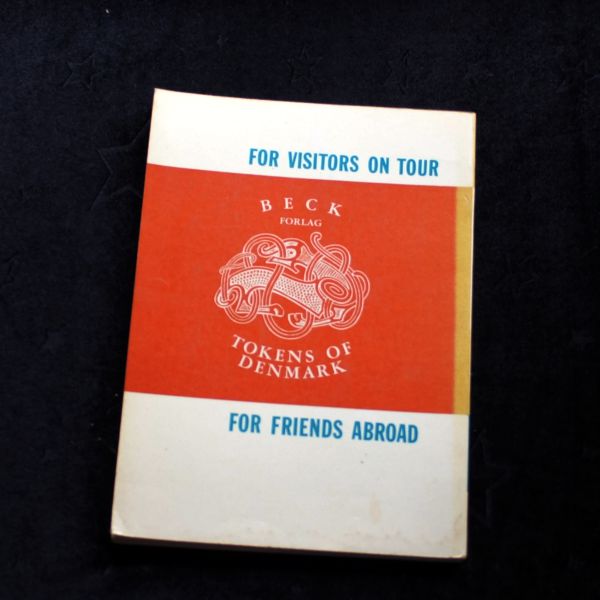 FOR VISITORS ON TOUR
BECK
FORLAG
TOKENS OF
DENMARK
FOR FRIENDS ABROAD